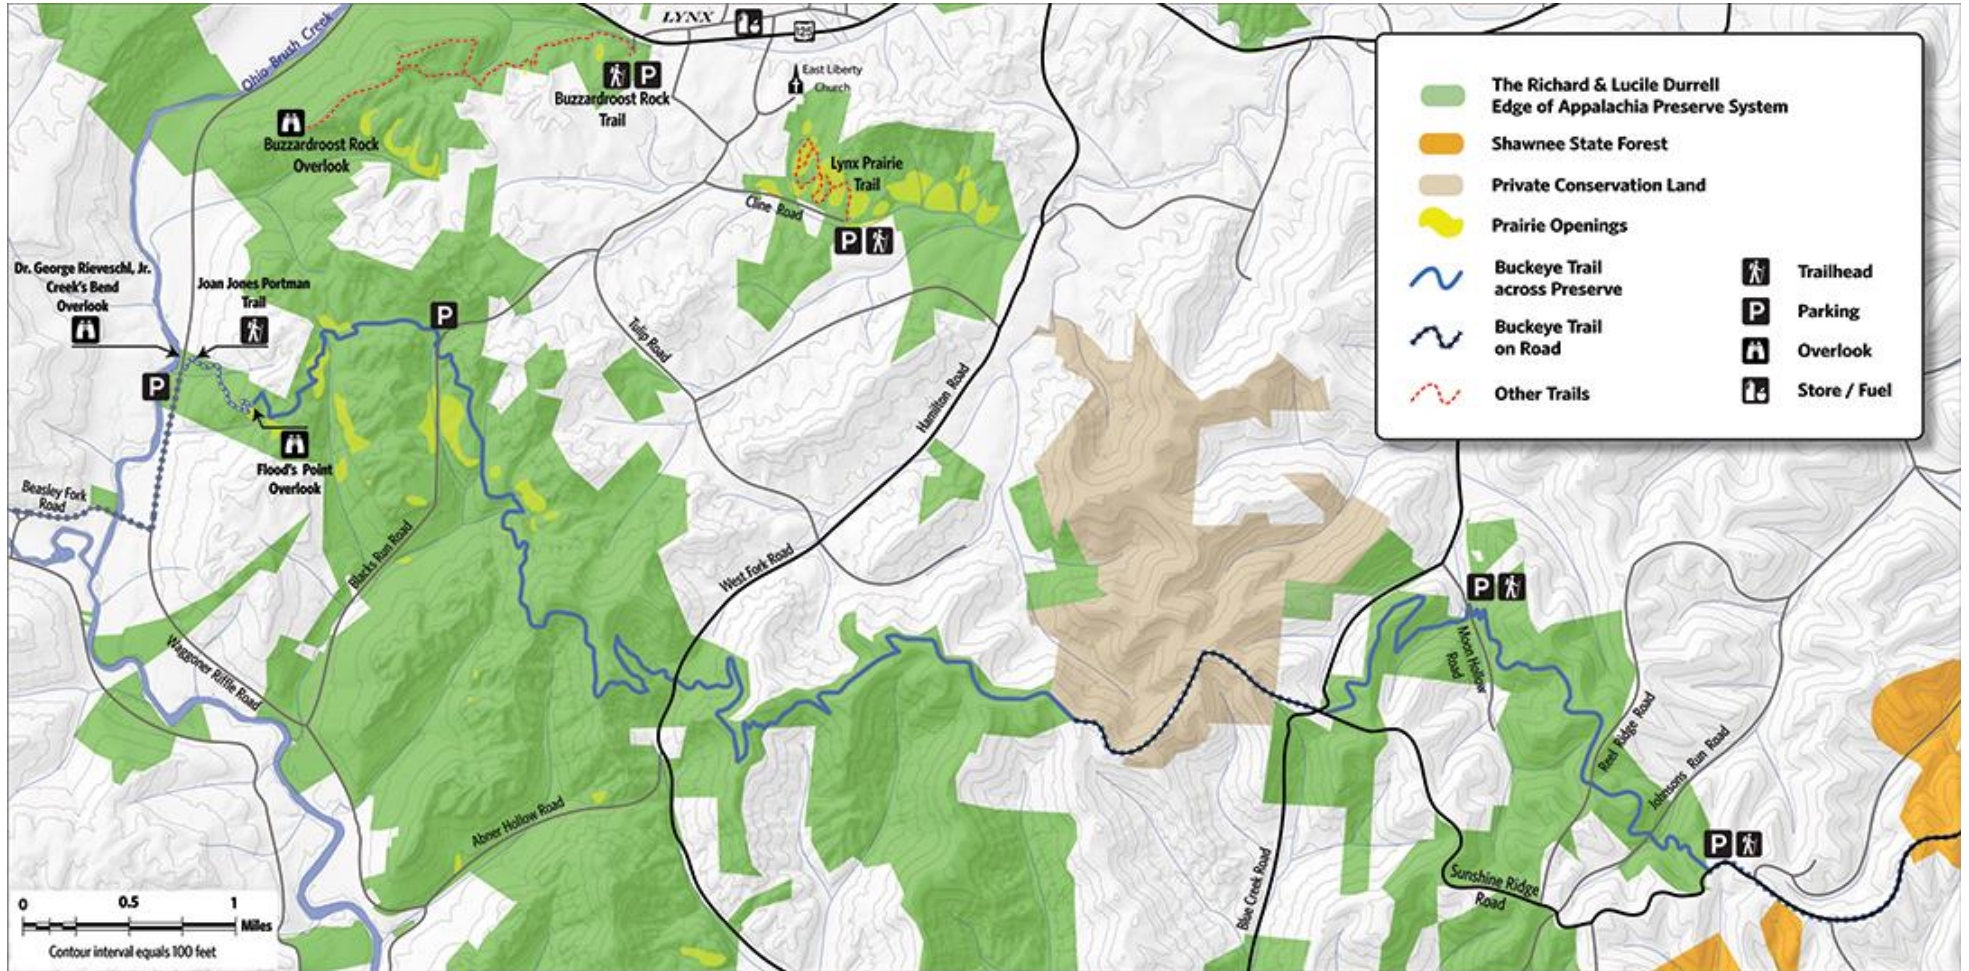 LYNX
125
Ohio Brush Creek
East Liberty
Church
P
Buzzardroost Rock
Trail
Buzzardroost Rock
Overlook
Lynx Prairie
Trail
Cline Road
P
Dr. George Rieveschl, Jr.
Creek's Bend
Overlook
Joan Jones Portman
Trail
P
P
Tulip Road
Hamilton Road
Flood's Point
Overlook
Beasley Fork
Road
Blacks Run Road
West Fork Road
Waggoner Riffle Road
Abner Hollow Road
P
Moon Hollow
Road
Reel Ridge Road
Johnsons Run Road
P
Sunshine Ridge
Road
Blue Creek Road
The Richard & Lucile Durrell
Edge of Appalachia Preserve System
Shawnee State Forest
Private Conservation Land
Prairie Openings
Buckeye Trail
across Preserve
Buckeye Trail
on Road
Other Trails
Trailhead
P
Parking
Overlook
Store / Fuel
0 0.5 1
Miles
Contour interval equals 100 feet